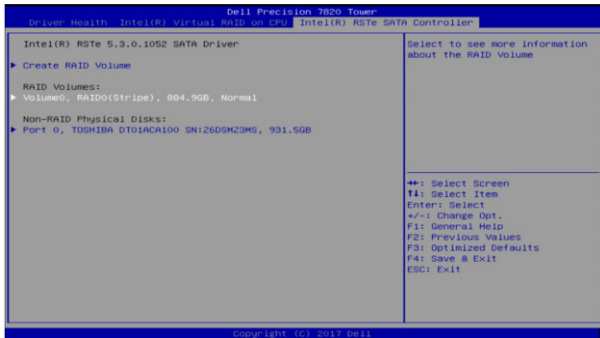 Dell Precision 7820 Tower
Driver Health Intel(R) Virtual RAID on CPU Intel(R) RSTe SATA Controller
Intel(R) RSTe 5.3.0.1052 SATA Driver
Create RAID Volume
RAID Volumes:
Volume0, RAID0(Stripe), 884.9GB, Normal
Non-RAID Physical Disks:
Port 0, TOSHIBA DT01ACA100 SN:Z6DSMZ3MS, 931.5GB
Select to see more information
about the RAID Volume
→←: Select Screen
↑↓: Select Item
Enter: Select
+/-: Change Opt.
F1: General Help
F2: Previous Values
F3: Optimized Defaults
F4: Save & Exit
ESC: Exit
Copyright (C) 2017 Dell